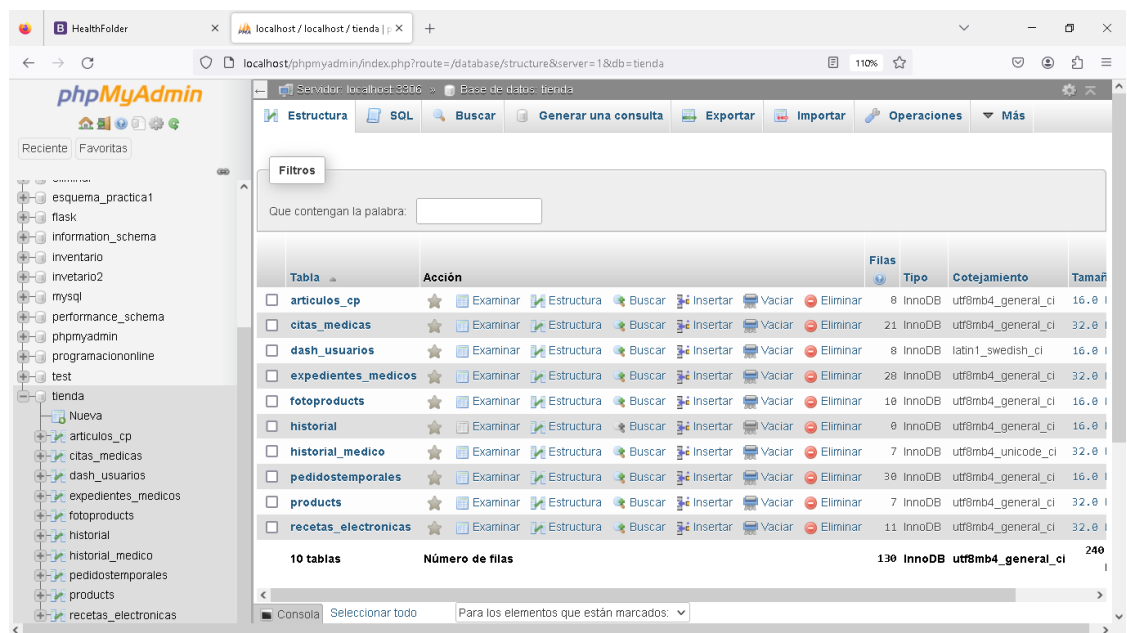 HealthFolder
localhost / localhost / tienda | p
localhost/phpmyadmin/index.php?route=/database/structure&server=1&db=tienda
110%
phpMyAdmin
Reciente Favoritas
eliminar
esquema_practica1
flask
information_schema
inventario
invetario2
mysql
performance_schema
phpmyadmin
programaciononline
test
tienda
Nueva
articulos_cp
citas_medicas
dash_usuarios
expedientes_medicos
fotoproducts
historial
historial_medico
pedidostemporales
products
recetas_electronicas
Servidor: localhost:3306 » Base de datos: tienda
Estructura SQL Buscar Generar una consulta Exportar Importar Operaciones Más
Filtros
Que contengan la palabra:
Tabla Acción Filas Tipo Cotejamiento Tamañ
articulos_cp Examinar Estructura Buscar Insertar Vaciar Eliminar 8 InnoDB utf8mb4_general_ci 16.0
citas_medicas Examinar Estructura Buscar Insertar Vaciar Eliminar 21 InnoDB utf8mb4_general_ci 32.0
dash_usuarios Examinar Estructura Buscar Insertar Vaciar Eliminar 8 InnoDB latin1_swedish_ci 16.0
expedientes_medicos Examinar Estructura Buscar Insertar Vaciar Eliminar 28 InnoDB utf8mb4_general_ci 32.0
fotoproducts Examinar Estructura Buscar Insertar Vaciar Eliminar 10 InnoDB utf8mb4_general_ci 16.0
historial Examinar Estructura Buscar Insertar Vaciar Eliminar 0 InnoDB utf8mb4_general_ci 16.0
historial_medico Examinar Estructura Buscar Insertar Vaciar Eliminar 7 InnoDB utf8mb4_unicode_ci 32.0
pedidostemporales Examinar Estructura Buscar Insertar Vaciar Eliminar 30 InnoDB utf8mb4_general_ci 16.0
products Examinar Estructura Buscar Insertar Vaciar Eliminar 7 InnoDB utf8mb4_general_ci 32.0
recetas_electronicas Examinar Estructura Buscar Insertar Vaciar Eliminar 11 InnoDB utf8mb4_general_ci 32.0
10 tablas Número de filas 130 InnoDB utf8mb4_general_ci 240
Consola Seleccionar todo Para los elementos que están marcados: